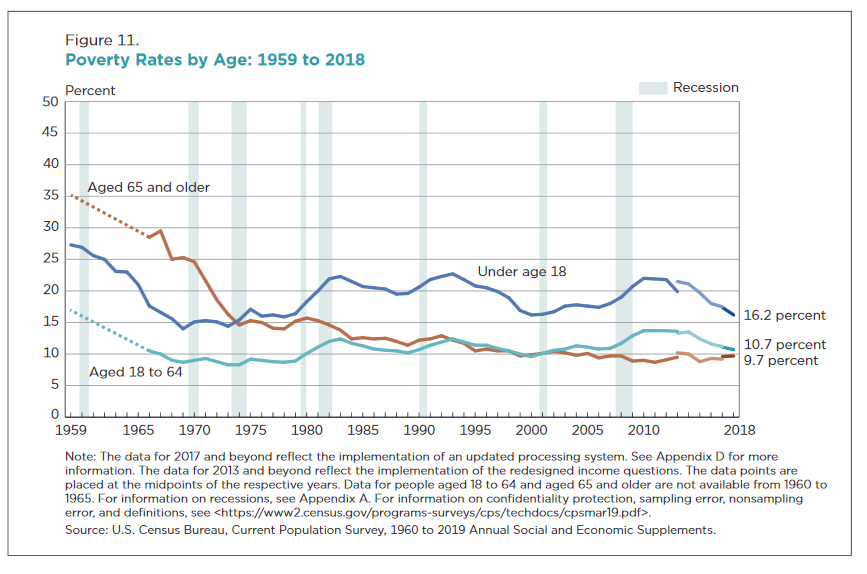 Figure 11.
Poverty Rates by Age: 1959 to 2018
Percent
Recession
50
45
40
Aged 65 and older
35
30
25
Under age 18
20
16.2 percent
15
10.7 percent
10
9.7 percent
Aged 18 to 64
5
0
1959 1965 1970 1975 1980 1985 1990 1995 2000 2005 2010 2018
Note: The data for 2017 and beyond reflect the implementation of an updated processing system. See Appendix D for more
information. The data for 2013 and beyond reflect the implementation of the redesigned income questions. The data points are
placed at the midpoints of the respective years. Data for people aged 18 to 64 and aged 65 and older are not available from 1960 to
1965. For information on recessions, see Appendix A. For information on confidentiality protection, sampling error, nonsampling
error, and definitions, see <https://www2.census.gov/programs-surveys/cps/techdocs/cpsmar19.pdf>.
Source: U.S. Census Bureau, Current Population Survey, 1960 to 2019 Annual Social and Economic Supplements.